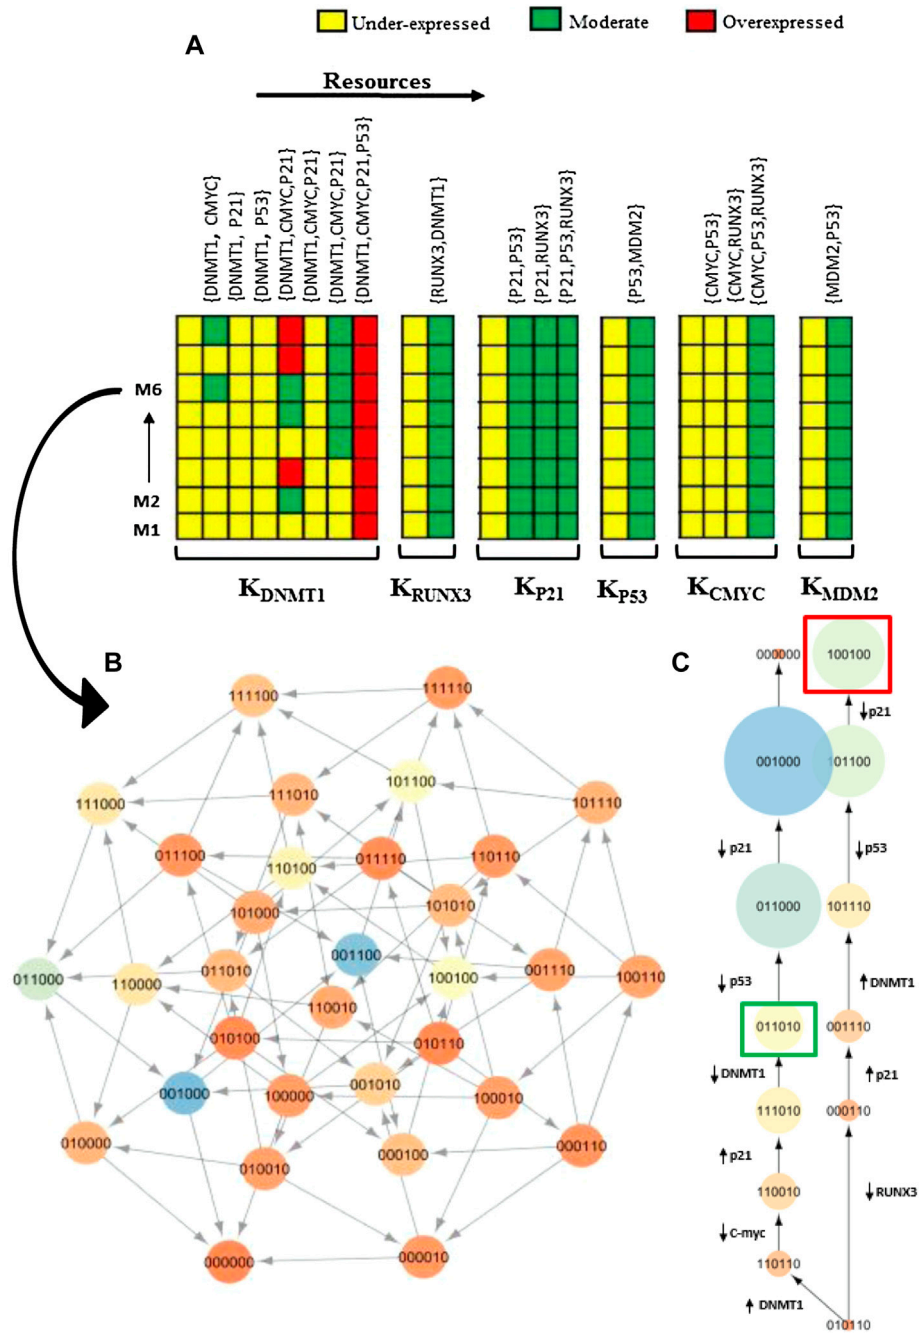 Under-expressed
Moderate
Overexpressed
A
Resources
{DNMT1, CMYC}
{DNMT1, P21}
{DNMT1, P53}
{DNMT1,CMYC,P21}
{DNMT1,CMYC,P21}
{DNMT1,CMYC,P21}
{DNMT1,CMYC,P21,P53}
{RUNX3,DNMT1}
{P21,P53}
{P21,RUNX3}
{P21,P53,RUNX3}
{P53,MDM2}
{CMYC,P53}
{CMYC,RUNX3}
{CMYC,P53,RUNX3}
{MDM2,P53}
M6
M2
M1
KDNMT1
KRUNX3
KP21
KP53
KCMYC
KMDM2
B
111100
111110
101100
111000
111010
101110
011100
110100
011110
110110
101000
101010
011000
110000
011010
001100
100100
001110
100110
110010
010100
010110
001000
100000
001010
100010
010000
010010
000100
000110
000000
000010
C
000000
100100
↓p21
001000
101100
↓ p21
↓p53
011000
101110
↓ p53
↑DNMT1
011010
001110
↓ DNMT1
↑ p21
111010
000110
↑ p21
110010
↓RUNX3
↓ C-myc
110110
↑ DNMT1
010110